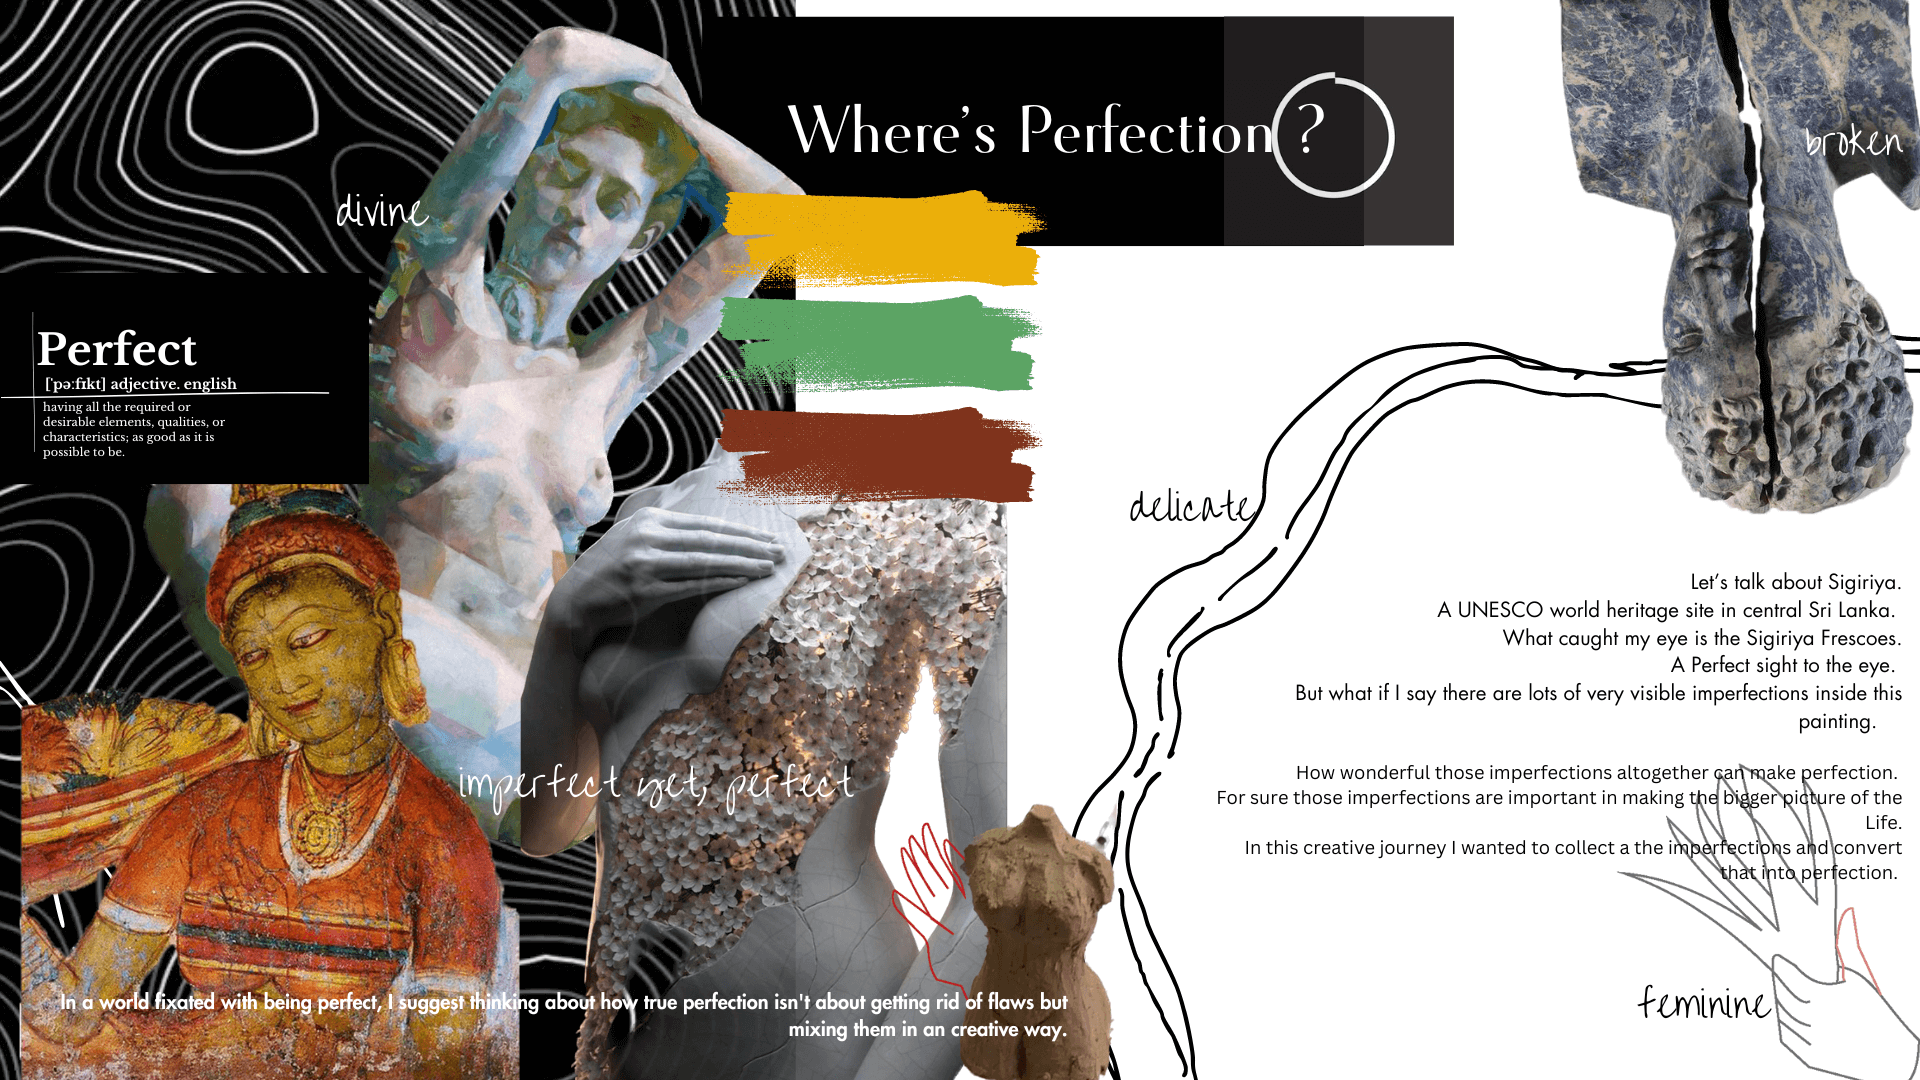 Where's Perfection ?
broken
divine
Perfect
['pəːfɪkt] adjective. english
having all the required or
desirable elements, qualities, or
characteristics; as good as it is
possible to be.
delicate
Let's talk about Sigiriya.
A UNESCO world heritage site in central Sri Lanka.
What caught my eye is the Sigiriya Frescoes.
A Perfect sight to the eye.
But what if I say there are lots of very visible imperfections inside this
painting.
How wonderful those imperfections altogether can make perfection.
For sure those imperfections are important in making the bigger picture of the
Life.
In this creative journey I wanted to collect a the imperfections and convert
that into perfection.
imperfect yet, perfect
feminine
In a world fixated with being perfect, I suggest thinking about how true perfection isn't about getting rid of flaws but
mixing them in an creative way.